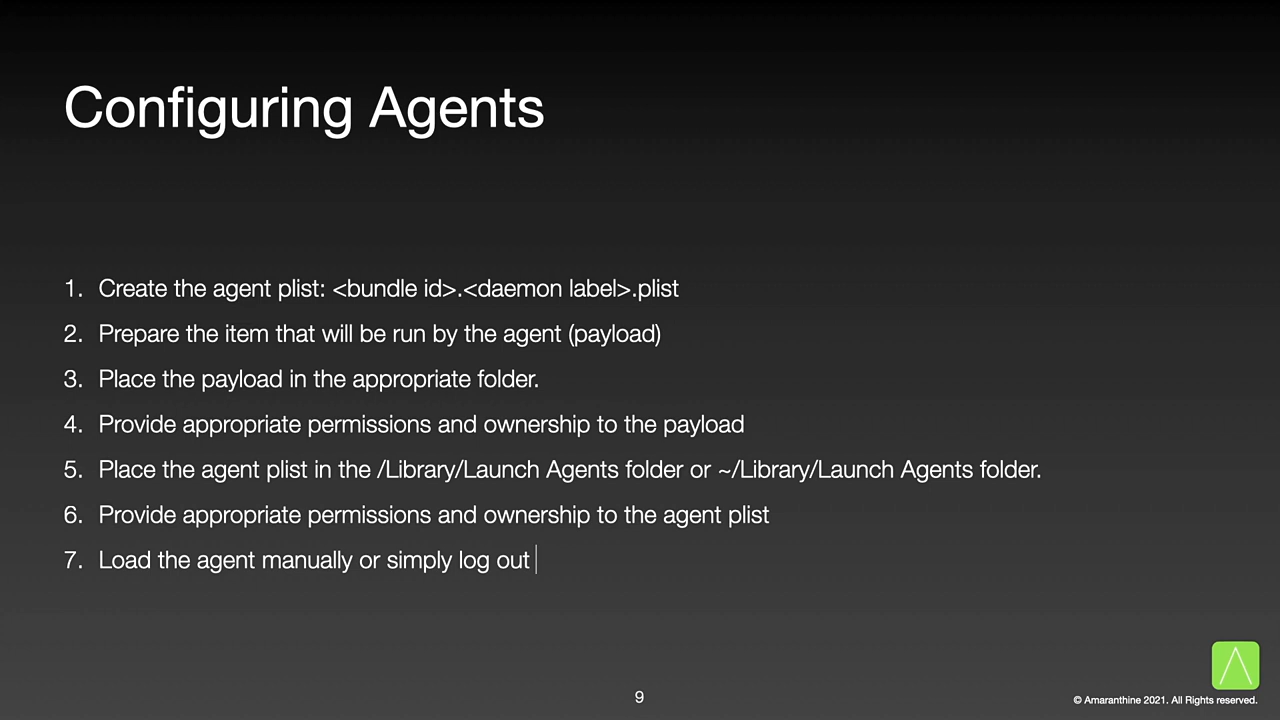 Configuring Agents
1. Create the agent plist: <bundle id>.<daemon label>.plist
2. Prepare the item that will be run by the agent (payload)
3. Place the payload in the appropriate folder.
4. Provide appropriate permissions and ownership to the payload
5. Place the agent plist in the /Library/Launch Agents folder or ~/Library/Launch Agents folder.
6. Provide appropriate permissions and ownership to the agent plist
7. Load the agent manually or simply log out
9
© Amaranthine 2021. All Rights reserved.